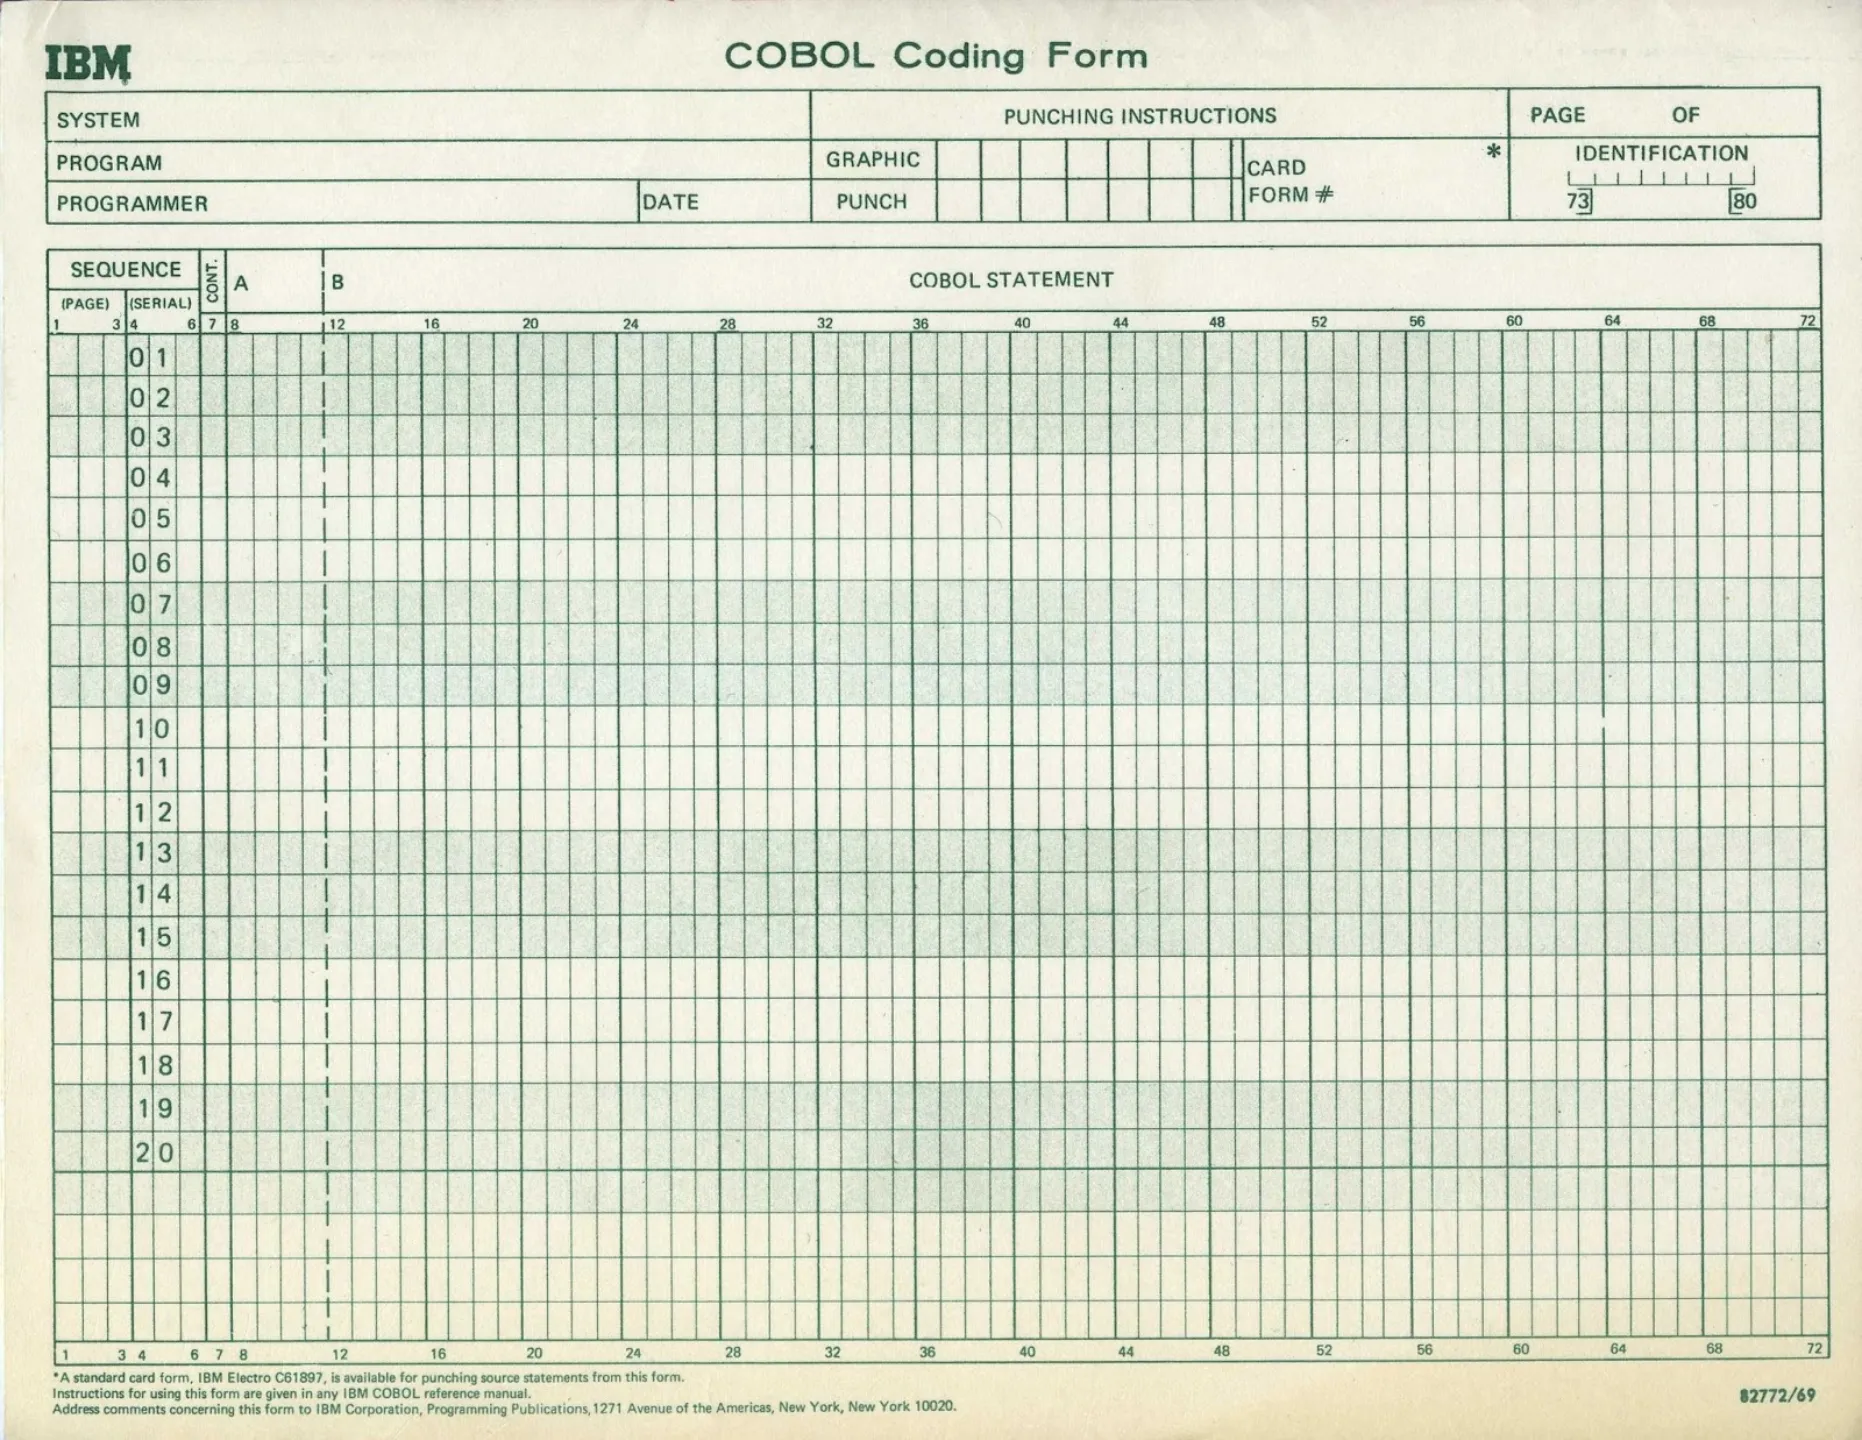 IBM
COBOL Coding Form
SYSTEM
PUNCHING INSTRUCTIONS
PAGE OF
PROGRAM
GRAPHIC
CARD FORM #
*
IDENTIFICATION
PROGRAMMER
DATE
PUNCH
73 80
SEQUENCE
CONT.
A
B
COBOL STATEMENT
(PAGE) (SERIAL)
1 3 4 6 7 8 12 16 20 24 28 32 36 40 44 48 52 56 60 64 68 72
01
02
03
04
05
06
07
08
09
10
11
12
13
14
15
16
17
18
19
20
1 3 4 6 7 8 12 16 20 24 28 32 36 40 44 48 52 56 60 64 68 72
*A standard card form, IBM Electro C61897, is available for punching source statements from this form.
Instructions for using this form are given in any IBM COBOL reference manual.
Address comments concerning this form to IBM Corporation, Programming Publications, 1271 Avenue of the Americas, New York, New York 10020.
82772/69